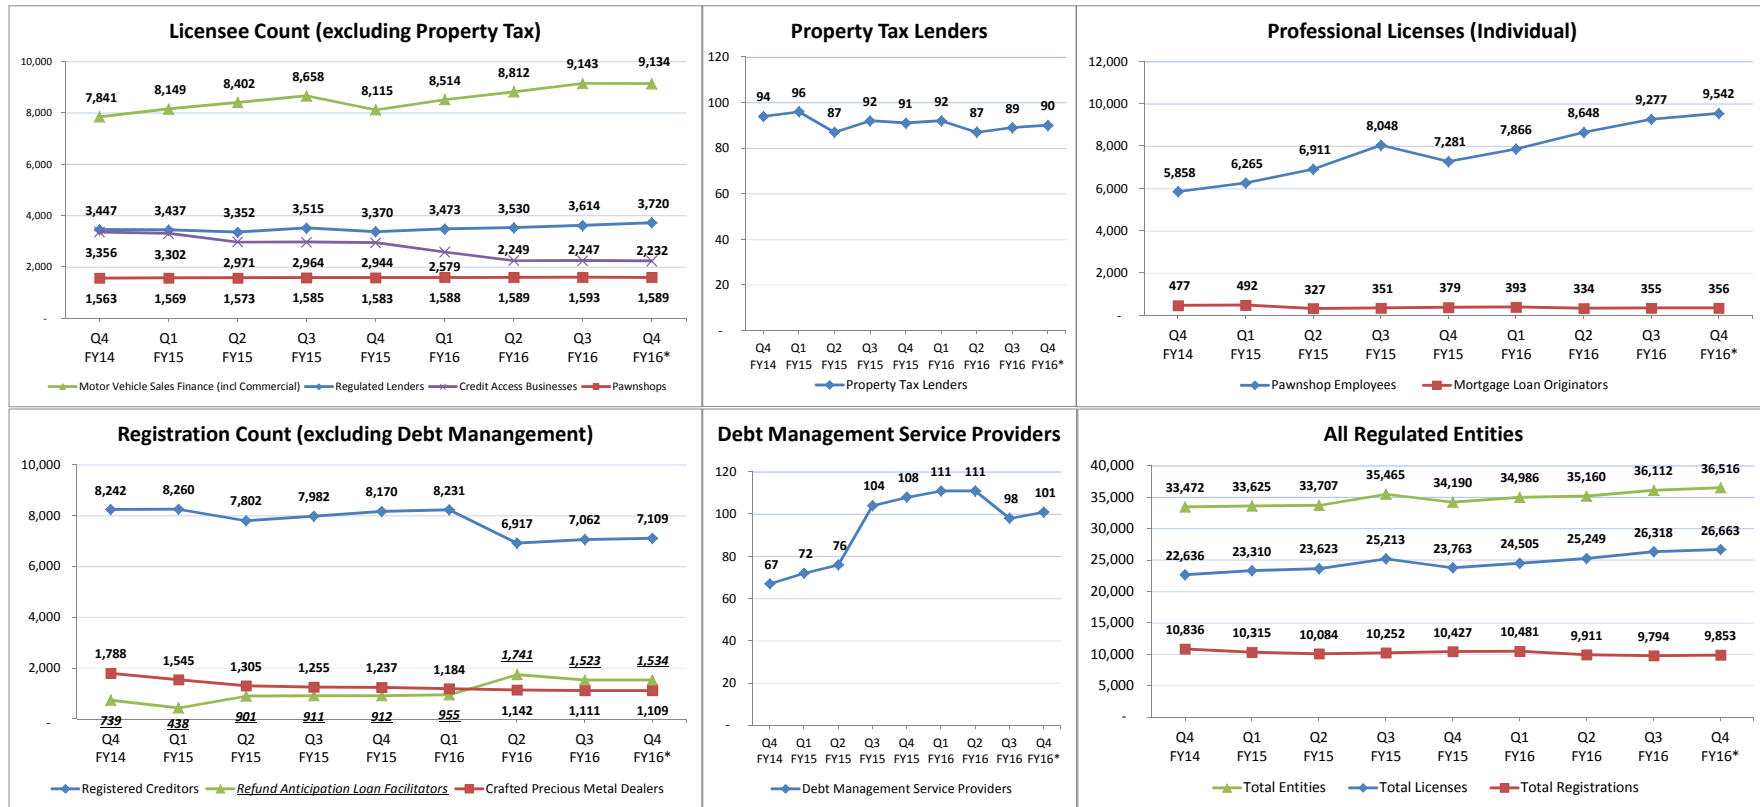 Licensee Count (excluding Property Tax)
10,000
8,000
6,000
4,000
2,000
-
7,841 8,149 8,402 8,658 8,115 8,514 8,812 9,143 9,134
3,447 3,437 3,352 3,515 3,370 3,473 3,530 3,614 3,720
3,356 3,302 2,971 2,964 2,944 2,579 2,249 2,247 2,232
1,563 1,569 1,573 1,585 1,583 1,588 1,589 1,593 1,589
Q4 Q1 Q2 Q3 Q4 Q1 Q2 Q3 Q4
FY14 FY15 FY15 FY15 FY15 FY16 FY16 FY16 FY16*
Motor Vehicle Sales Finance (incl Commercial) Regulated Lenders Credit Access Businesses Pawnshops
Property Tax Lenders
120
100
80
60
40
20
-
94 96 87 92 91 92 87 89 90
Q4 Q1 Q2 Q3 Q4 Q1 Q2 Q3 Q4
FY14 FY15 FY15 FY15 FY15 FY16 FY16 FY16 FY16*
Property Tax Lenders
Professional Licenses (Individual)
12,000
10,000
8,000
6,000
4,000
2,000
-
5,858 6,265 6,911 8,048 7,281 7,866 8,648 9,277 9,542
477 492 327 351 379 393 334 355 356
Q4 Q1 Q2 Q3 Q4 Q1 Q2 Q3 Q4
FY14 FY15 FY15 FY15 FY15 FY16 FY16 FY16 FY16*
Pawnshop Employees Mortgage Loan Originators
Registration Count (excluding Debt Manangement)
10,000
8,000
6,000
4,000
2,000
-
8,242 8,260 7,802 7,982 8,170 8,231 6,917 7,062 7,109
1,788 1,545 1,305 1,255 1,237 1,184 1,741 1,523 1,534
739 438 901 911 912 955 1,142 1,111 1,109
Q4 Q1 Q2 Q3 Q4 Q1 Q2 Q3 Q4
FY14 FY15 FY15 FY15 FY15 FY16 FY16 FY16 FY16*
Registered Creditors Refund Anticipation Loan Facilitators Crafted Precious Metal Dealers
Debt Management Service Providers
120
100
80
60
40
20
-
67 72 76 104 108 111 111 98 101
Q4 Q1 Q2 Q3 Q4 Q1 Q2 Q3 Q4
FY14 FY15 FY15 FY15 FY15 FY16 FY16 FY16 FY16*
Debt Management Service Providers
All Regulated Entities
40,000
35,000
30,000
25,000
20,000
15,000
10,000
5,000
-
33,472 33,625 33,707 35,465 34,190 34,986 35,160 36,112 36,516
22,636 23,310 23,623 25,213 23,763 24,505 25,249 26,318 26,663
10,836 10,315 10,084 10,252 10,427 10,481 9,911 9,794 9,853
Q4 Q1 Q2 Q3 Q4 Q1 Q2 Q3 Q4
FY14 FY15 FY15 FY15 FY15 FY16 FY16 FY16 FY16*
Total Entities Total Licenses Total Registrations